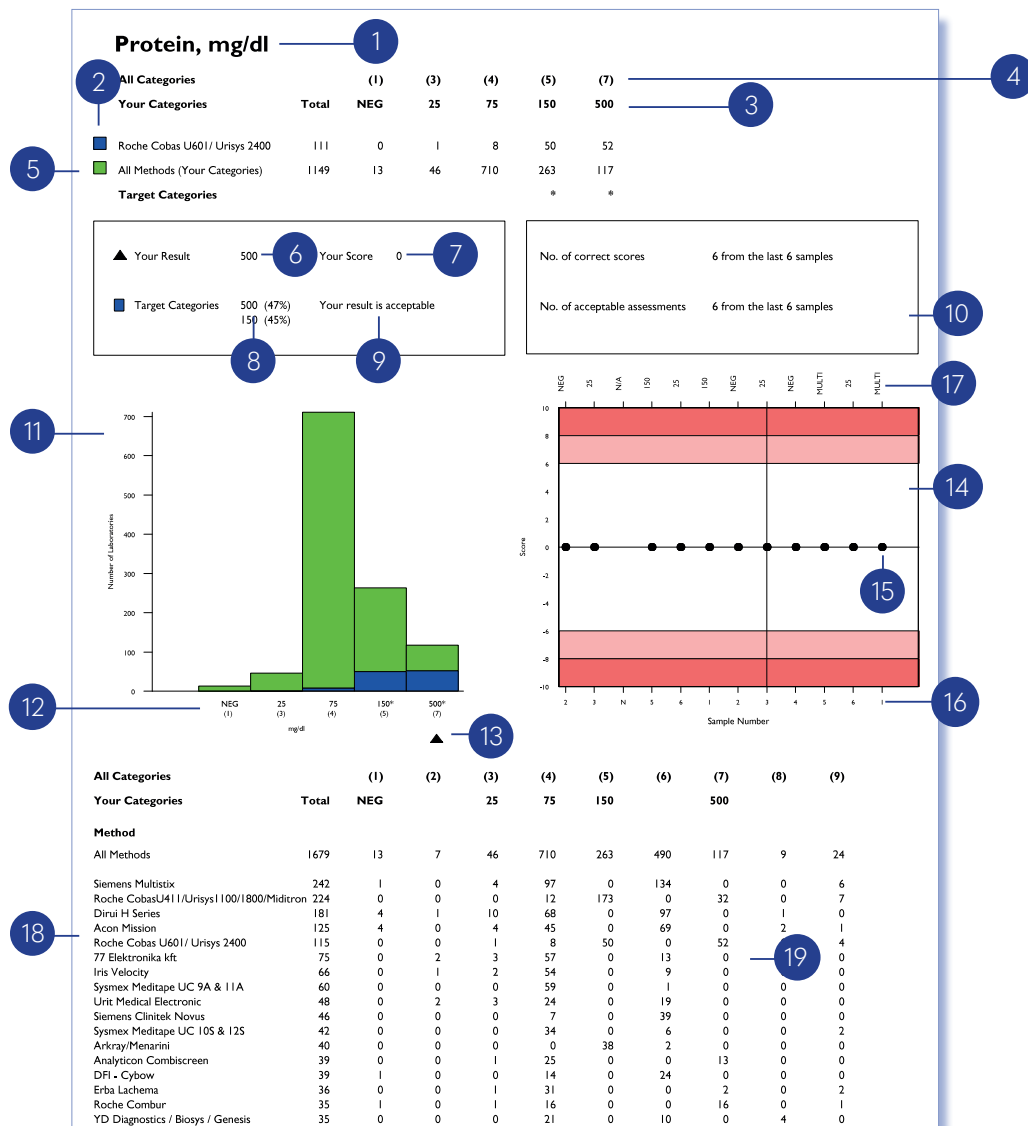 Protein, mg/dl 1
2 All Categories (1) (3) (4) (5) (7) 4
Your Categories Total NEG 25 75 150 500 3
Roche Cobas U601/ Urisys 2400 111 0 1 8 50 52
5 All Methods (Your Categories) 1149 13 46 710 263 117
Target Categories * *
Your Result 500 6 Your Score 0 7
Target Categories 500 (47%) Your result is acceptable
150 (45%)
8 9
No. of correct scores 6 from the last 6 samples
No. of acceptable assessments 6 from the last 6 samples
10
11
700
600
500
400
300
200
100
0
Number of Laboratories
12 NEG 25 75 150* 500*
(1) (3) (4) (5) (7)
mg/dl
13
NEG 25 N/A 150 25 150 NEG 25 NEG MULTI 25 MULTI 17
10
8
6
4
2
0
-2
-4
-6
-8
-10
Score
14
15
2 3 N 5 6 1 2 3 4 5 6 1 16
Sample Number
All Categories (1) (2) (3) (4) (5) (6) (7) (8) (9)
Your Categories Total NEG 25 75 150 500
Method
All Methods 1679 13 7 46 710 263 490 117 9 24
Siemens Multistix 242 1 0 4 97 0 134 0 0 6
Roche CobasU411/Urisys1100/1800/Miditron 224 0 0 0 12 173 0 32 0 7
Dirui H Series 181 4 1 10 68 0 97 0 1 0
Acon Mission 125 4 0 4 45 0 69 0 2 1
18 Roche Cobas U601/ Urisys 2400 115 0 0 1 8 50 0 52 4
77 Elektronika kft 75 0 2 3 57 0 13 0 0
19
Iris Velocity 66 0 1 2 54 0 9 0 0 0
Sysmex Meditape UC 9A & 11A 60 0 0 0 59 0 1 0 0 0
Urit Medical Electronic 48 0 2 3 24 0 19 0 0 0
Siemens Clinitek Novus 46 0 0 0 7 0 39 0 0 0
Sysmex Meditape UC 10S & 12S 42 0 0 0 34 0 6 0 0 2
Arkray/Menarini 40 0 0 0 0 38 2 0 0 0
Analyticon Combiscreen 39 0 0 1 25 0 0 13 0 0
DFI - Cybow 39 1 0 0 14 0 24 0 0 0
Erba Lachema 36 0 0 1 31 0 0 2 0 2
Roche Combur 35 1 0 1 16 0 0 16 0 1
YD Diagnostics / Biosys / Genesis 35 0 0 0 21 0 10 0 4 0